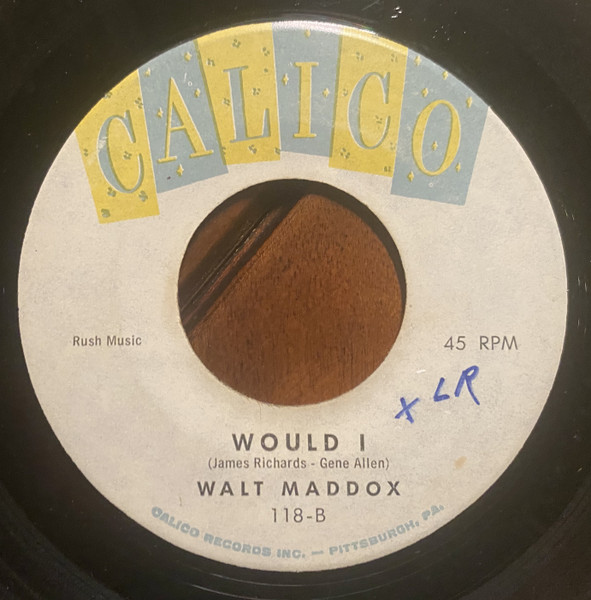 CALICO
Rush Music
45 RPM
x LR
WOULD I
(James Richards - Gene Allen)
WALT MADDOX
118-B
CALICO RECORDS INC. — PITTSBURGH, PA.